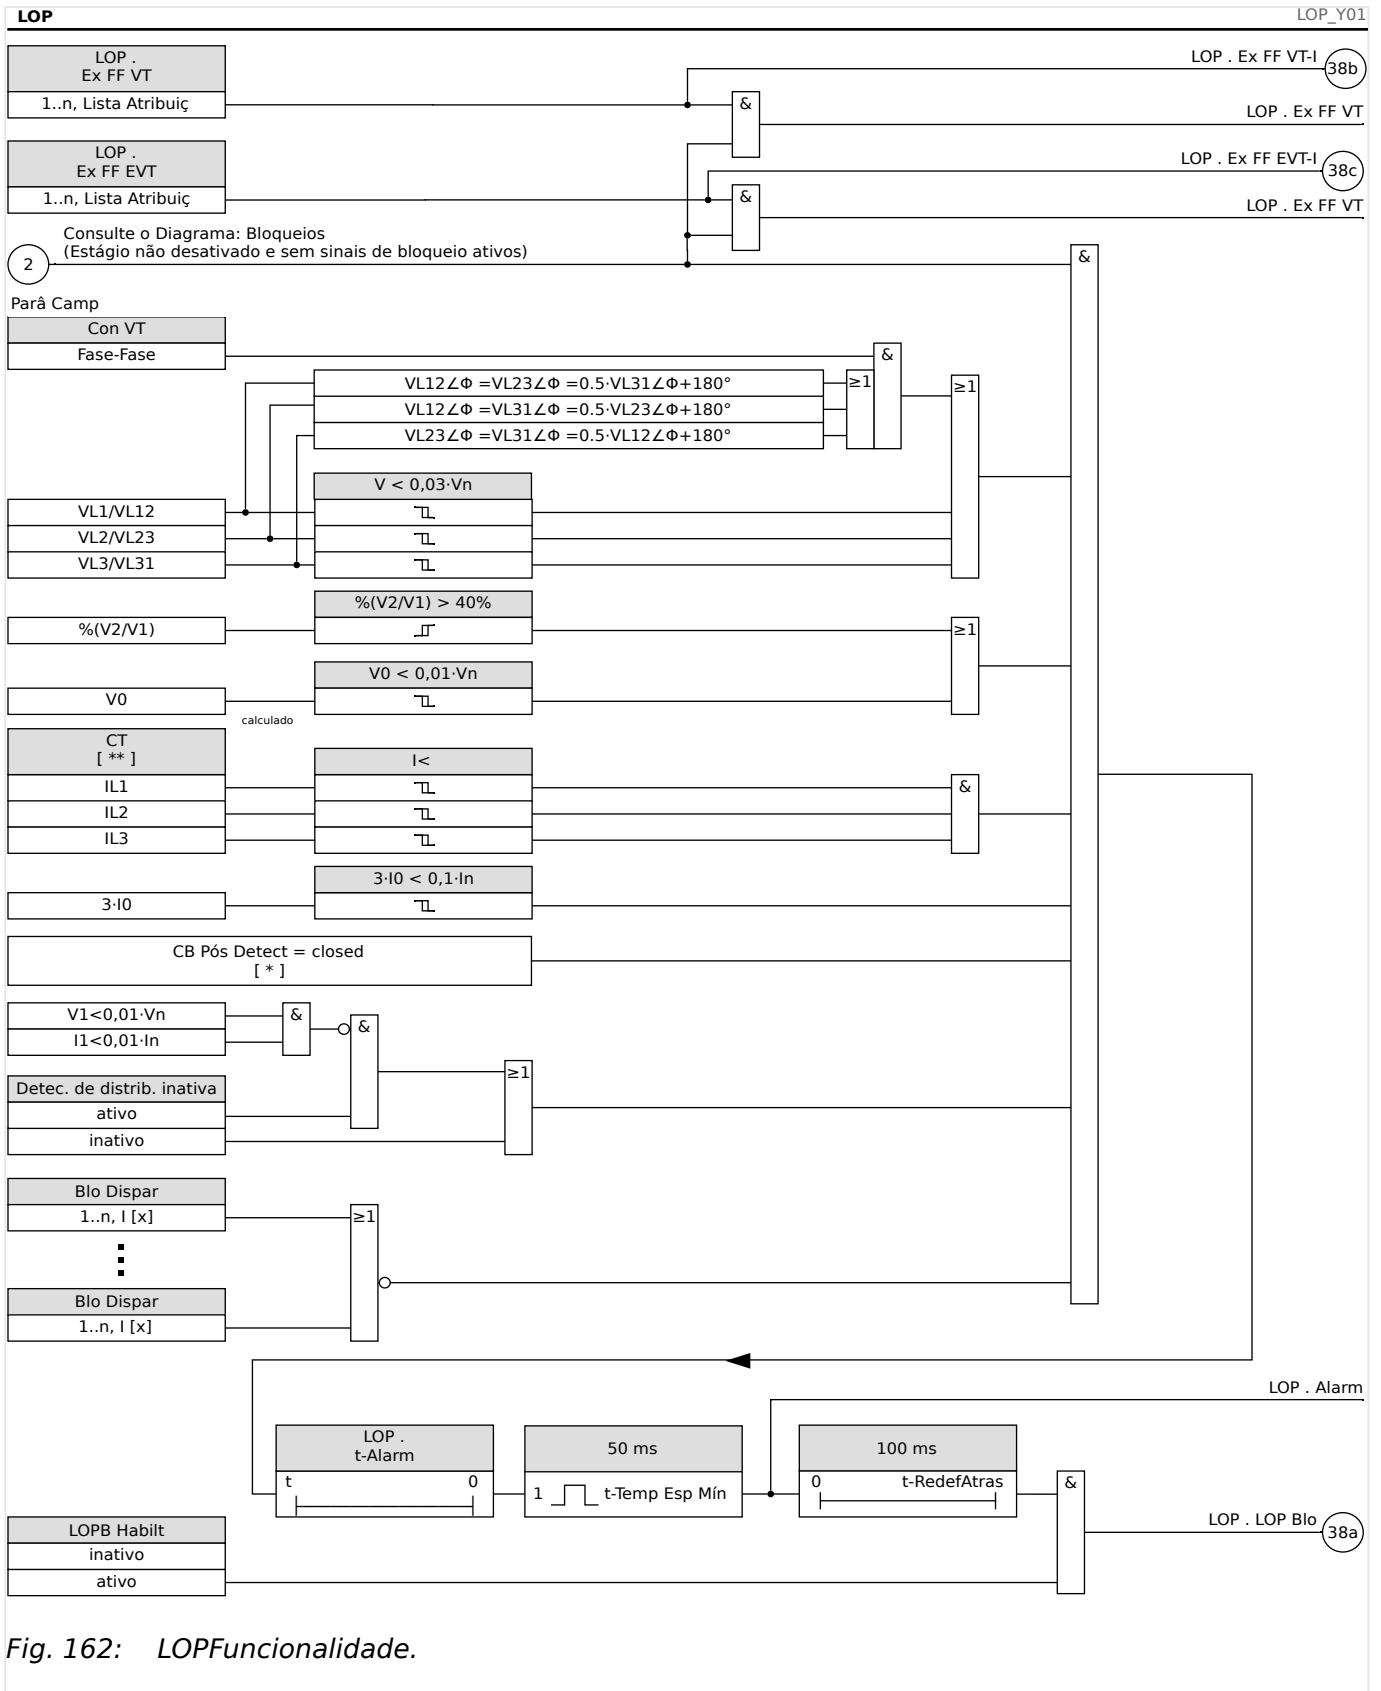 LOP
LOP_Y01
LOP .
Ex FF VT
1..n, Lista Atribuiç
LOP . Ex FF VT-I
38b
&
LOP . Ex FF VT
LOP .
Ex FF EVT
1..n, Lista Atribuiç
LOP . Ex FF EVT-I
38c
&
LOP . Ex FF VT
Consulte o Diagrama: Bloqueios
(Estágio não desativado e sem sinais de bloqueio ativos)
2
&
Parâ Camp
Con VT
Fase-Fase
&
VL12∠Φ =VL23∠Φ =0.5·VL31∠Φ+180°
≥1
≥1
VL12∠Φ =VL31∠Φ =0.5·VL23∠Φ+180°
VL23∠Φ =VL31∠Φ =0.5·VL12∠Φ+180°
V < 0,03·Vn
VL1/VL12
VL2/VL23
VL3/VL31
%(V2/V1) > 40%
%(V2/V1)
≥1
V0 < 0,01·Vn
V0
calculado
CT
[ ** ]
I<
IL1
&
IL2
IL3
3·I0 < 0,1·In
3·I0
CB Pós Detect = closed
[ * ]
V1<0,01·Vn
&
&
I1<0,01·In
≥1
Detec. de distrib. inativa
ativo
inativo
Blo Dispar
1..n, I [x]
≥1
Blo Dispar
1..n, I [x]
LOP . Alarm
LOP .
t-Alarm
50 ms
100 ms
t
0
1
t-Temp Esp Mín
0
t-RedefAtras
&
LOPB Habilt
inativo
ativo
LOP . LOP Blo
38a
Fig. 162: LOPFuncionalidade.